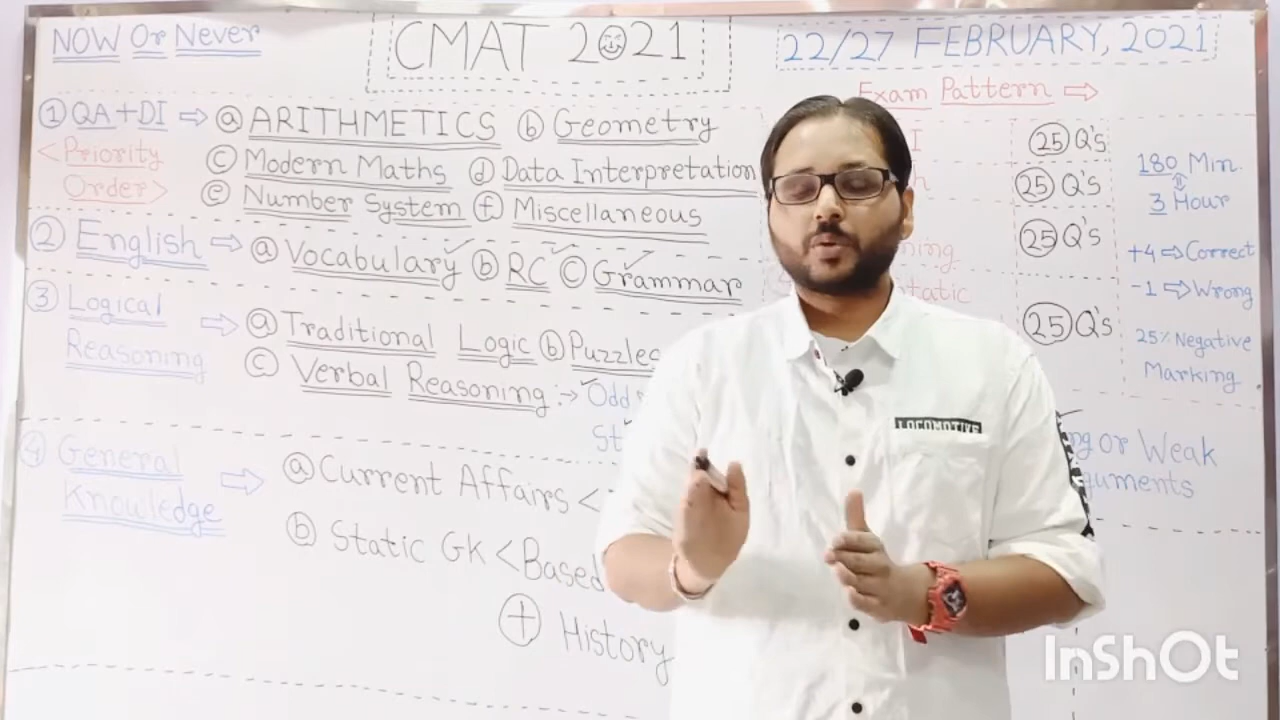 NOW Or Never
CMAT 2021
22/27 FEBRUARY, 2021
Exam Pattern ⇨
① QA+DI ⇨ ⓐ ARITHMETICS ⓑ Geometry
<Priority Order>
ⓒ Modern Maths ⓓ Data Interpretation
ⓔ Number System ⓕ Miscellaneous
② English ⇨ ⓐ Vocabulary ✓ ⓑ RC ✓ ⓒ Grammar ✓
③ Logical Reasoning ⇨ ⓐ Traditional Logic ⓑ Puzzles
ⓒ Verbal Reasoning :→ ✓ Odd
④ General Knowledge ⇨ ⓐ Current Affairs <
ⓑ Static GK <Based
⊕ History
25 Q's
25 Q's
25 Q's
25 Q's
180 Min.
3 Hour
+4 ⇨ Correct
-1 ⇨ Wrong
25% Negative
Marking
or Weak
LOCOMOTIVE
InShOt